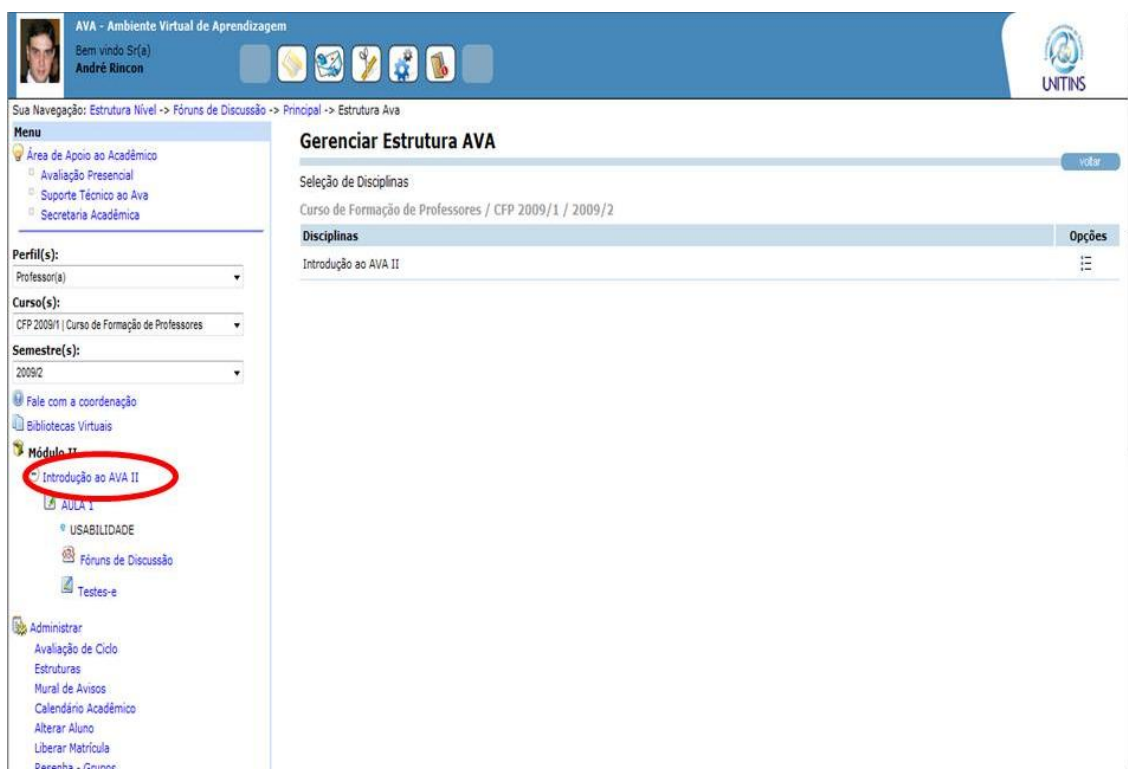 AVA - Ambiente Virtual de Aprendizagem
Bem vindo Sr(a)
André Rincon
UNITINS
Sua Navegação: Estrutura Nível -> Fóruns de Discussão -> Principal -> Estrutura Ava
Menu
Área de Apoio ao Acadêmico
Avaliação Presencial
Suporte Técnico ao Ava
Secretaria Acadêmica
Perfil(s):
Professor(a)
Curso(s):
CFP 2009/1 | Curso de Formação de Professores
Semestre(s):
2009/2
Fale com a coordenação
Bibliotecas Virtuais
Módulo II
Introdução ao AVA II
AULA 1
USABILIDADE
Fóruns de Discussão
Testes-e
Administrar
Avaliação de Ciclo
Estruturas
Mural de Avisos
Calendário Acadêmico
Alterar Aluno
Liberar Matrícula
Resenha - Grupos
Gerenciar Estrutura AVA
voltar
Seleção de Disciplinas
Curso de Formação de Professores / CFP 2009/1 / 2009/2
Disciplinas Opções
Introdução ao AVA II